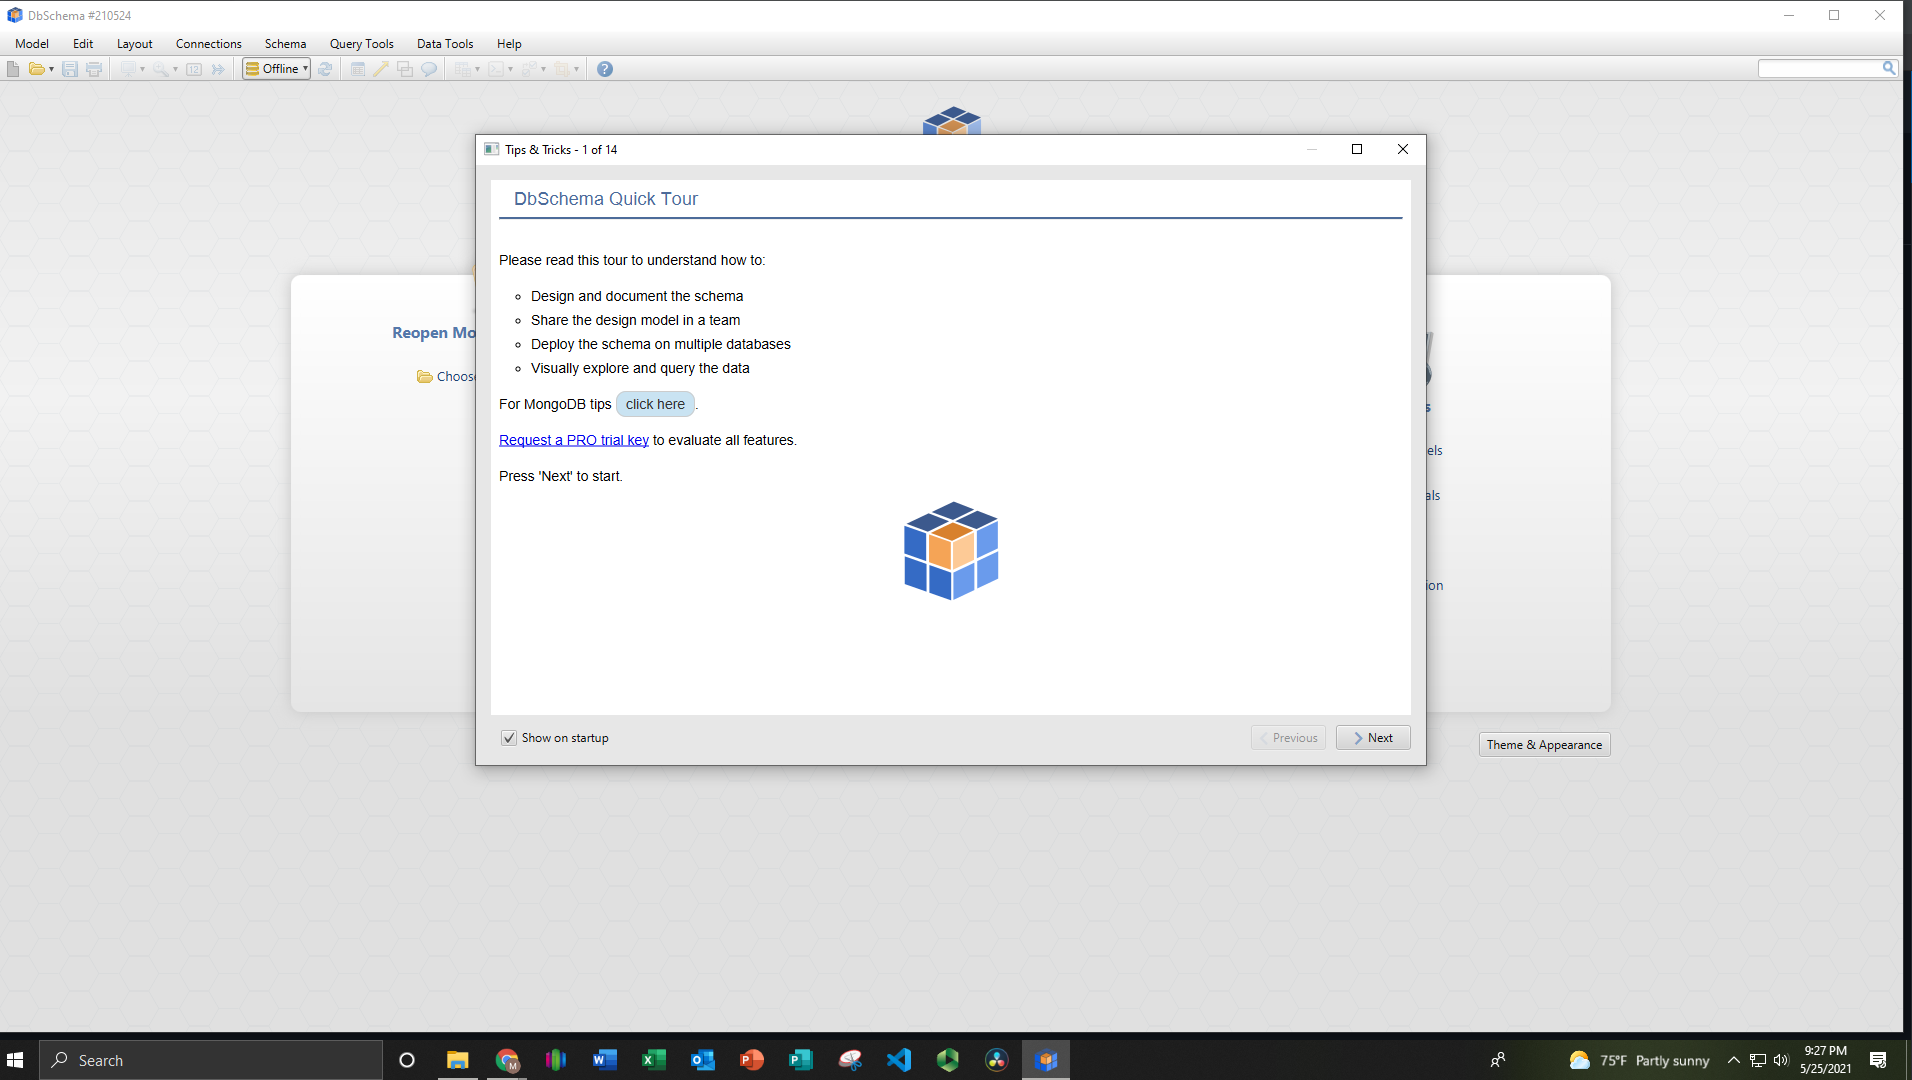 DbSchema #210524
Model Edit Layout Connections Schema Query Tools Data Tools Help
12 Offline ?
Tips & Tricks - 1 of 14
DbSchema Quick Tour
Please read this tour to understand how to:
Design and document the schema
Share the design model in a team
Deploy the schema on multiple databases
Visually explore and query the data
For MongoDB tips click here.
Request a PRO trial key to evaluate all features.
Press 'Next' to start.
Show on startup
Previous Next
Reopen Mo
Choose
s
els
als
ion
Theme & Appearance
Search
M
75°F Partly sunny
9:27 PM
5/25/2021